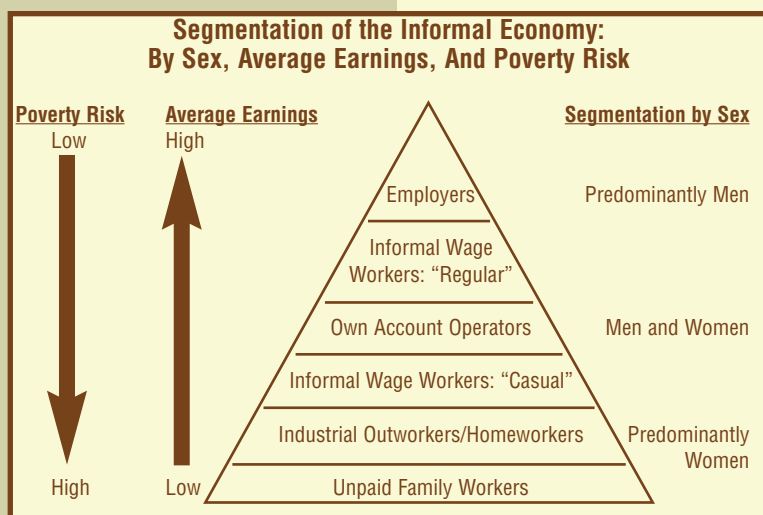 Segmentation of the Informal Economy:
By Sex, Average Earnings, And Poverty Risk
Poverty Risk
Low
High
Average Earnings
High
Low
Employers
Informal Wage
Workers: “Regular”
Own Account Operators
Informal Wage Workers: “Casual”
Industrial Outworkers/Homeworkers
Unpaid Family Workers
Segmentation by Sex
Predominantly Men
Men and Women
Predominantly
Women